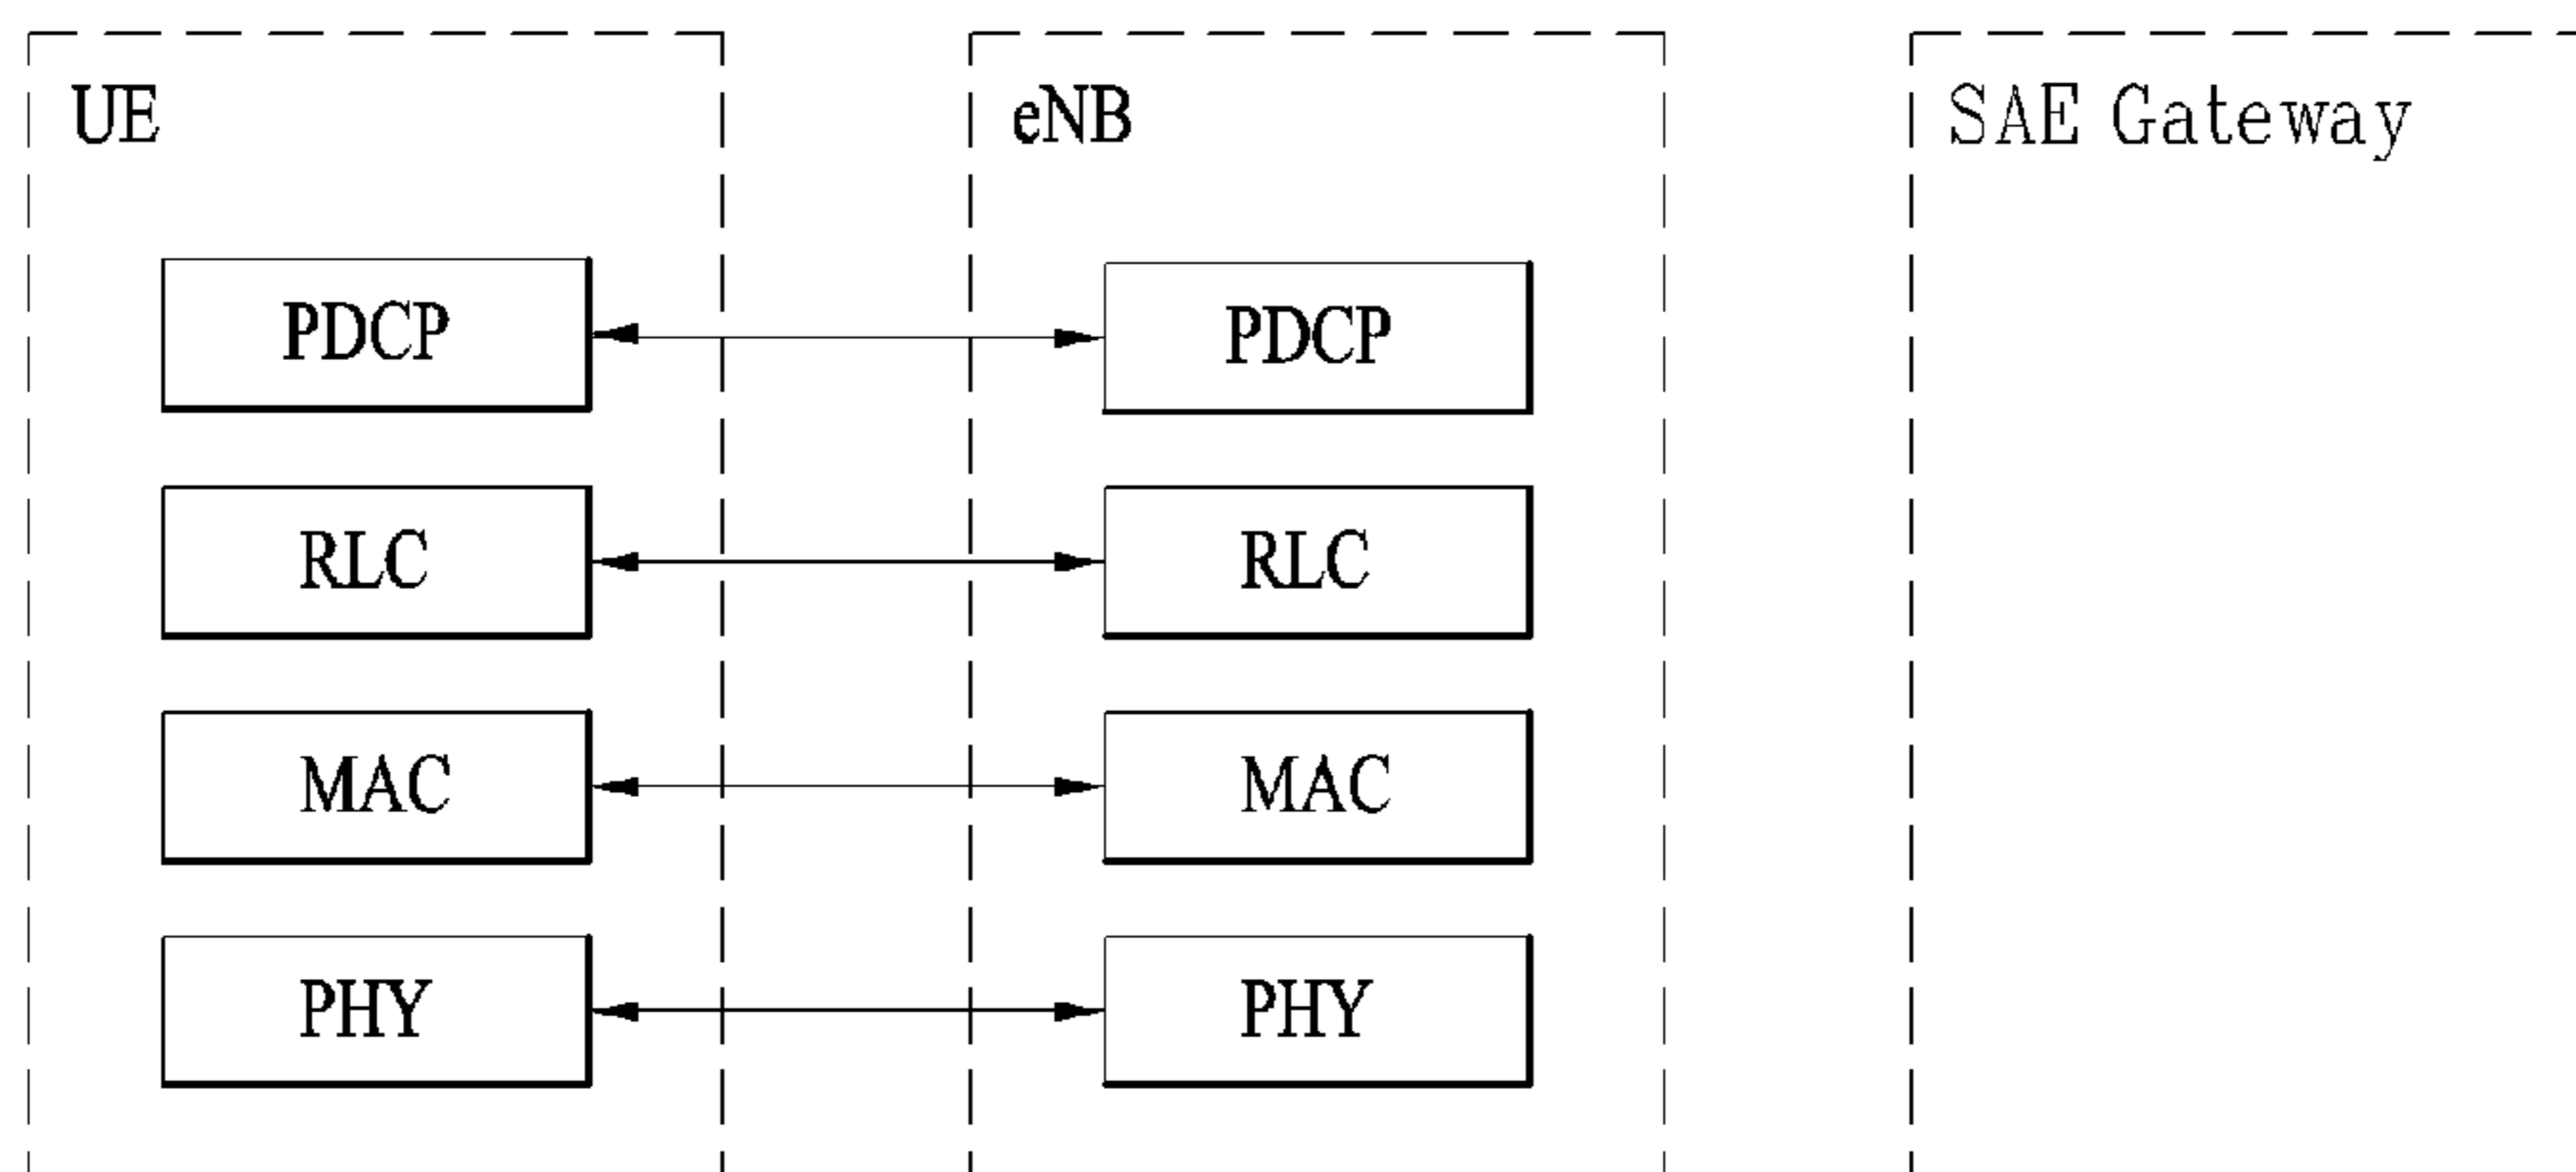 UE
eNB
SAE Gateway
PDCP
PDCP
RLC
RLC
MAC
MAC
PHY
PHY